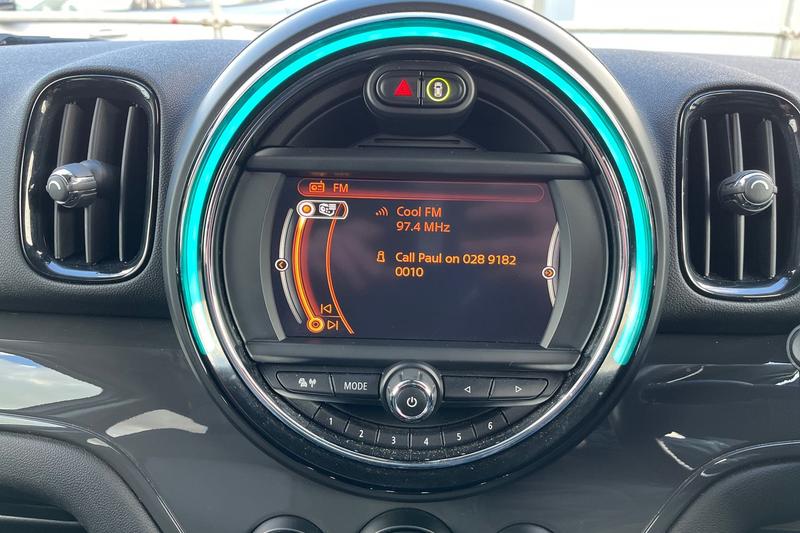 FM
Cool FM
97.4 MHz
Call Paul on 028 9182
0010
MODE
1 2 3 4 5 6